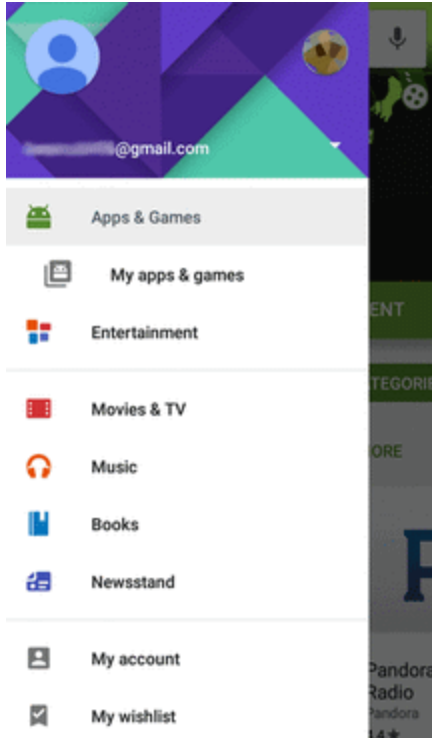 @gmail.com
Apps & Games
My apps & games
ENT
Entertainment
TEGORIE
Movies & TV
ORE
Music
Books
Newsstand
My account
Pandora
Radio
Pandora
My wishlist